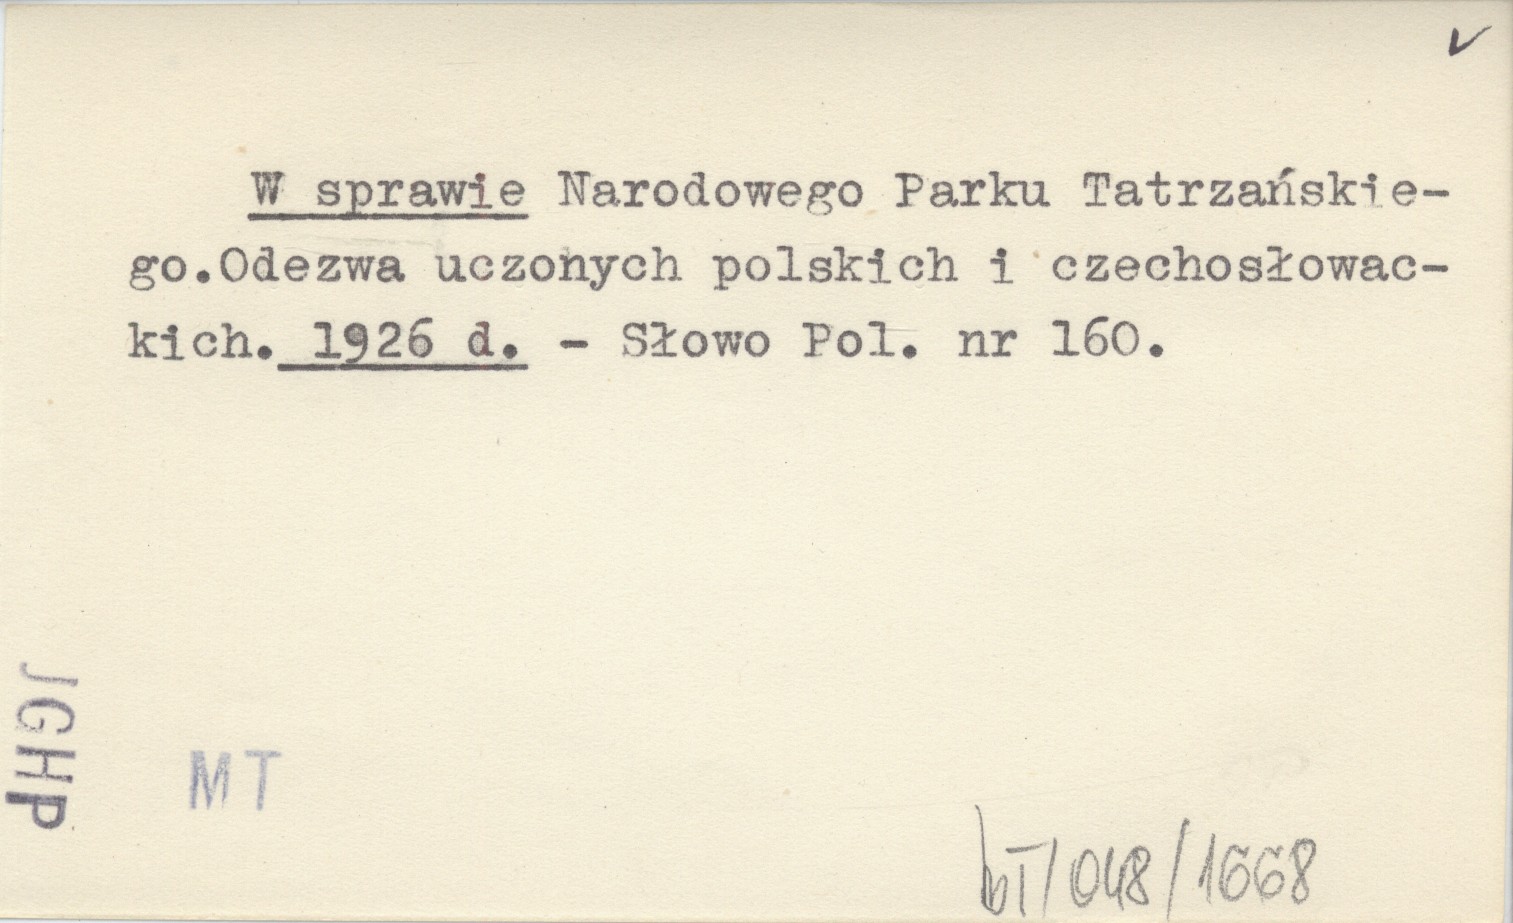 W sprawie Narodowego Parku Tatrzańskie-
go.Odezwa uczonych polskich i czechosłowac-
kich. 1926 d. - Słowo Pol. nr 160.
JGHP
MT
bT/048/1668